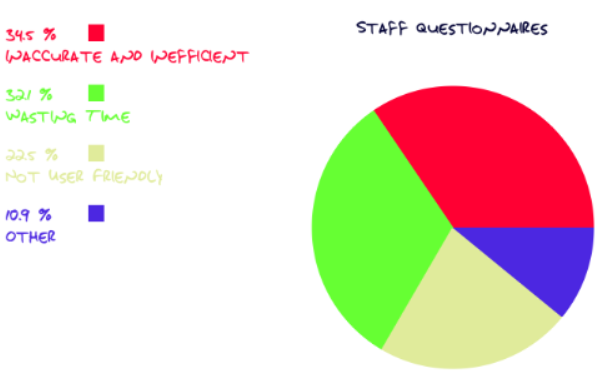 34.5 %
INACCURATE AND INEFFICIENT
32.1 %
WASTING TIME
22.5 %
NOT USER FRIENDLY
10.9 %
OTHER
STAFF QUESTIONNAIRES